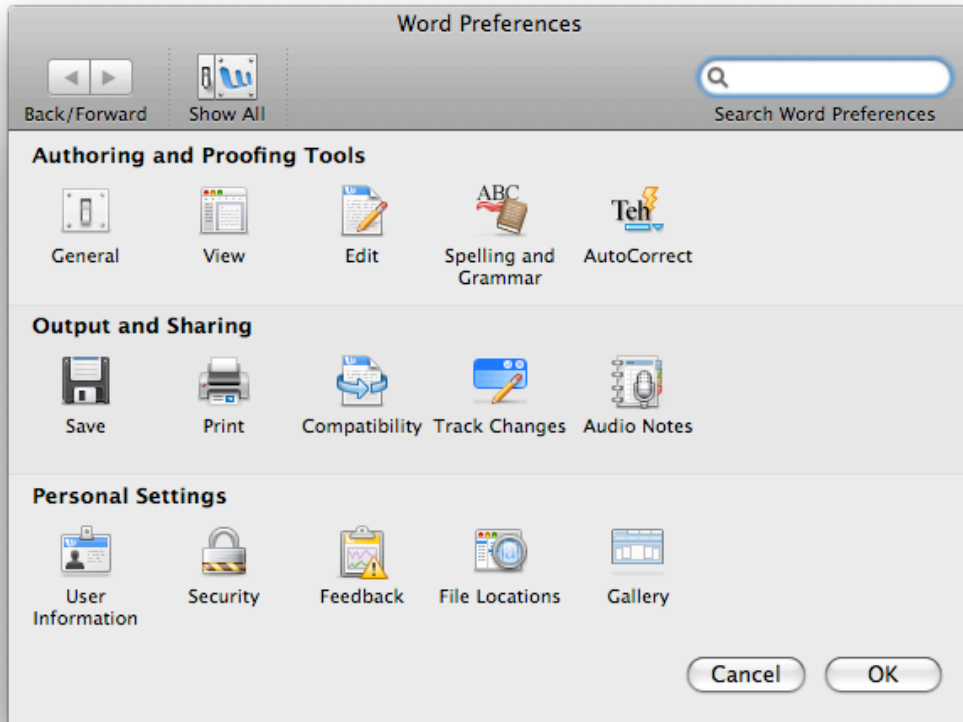 Word Preferences
Back/Forward
Show All
Search Word Preferences
Authoring and Proofing Tools
General
View
Edit
ABC
Spelling and
Grammar
Teh
AutoCorrect
Output and Sharing
Save
Print
Compatibility
Track Changes
Audio Notes
Personal Settings
User
Information
Security
Feedback
File Locations
Gallery
Cancel
OK